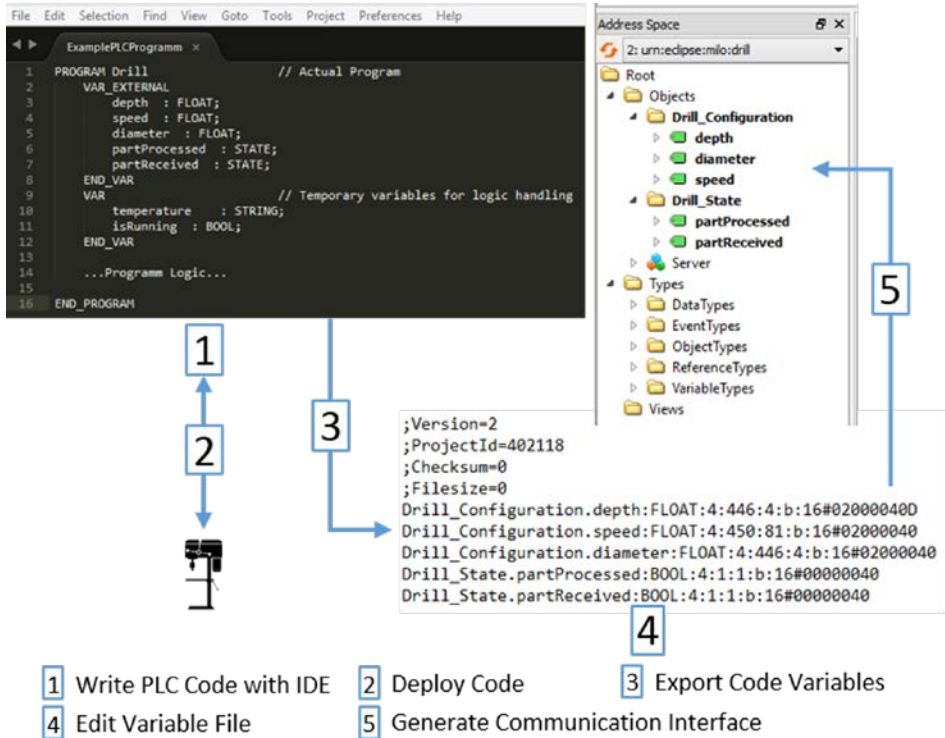 File Edit Selection Find View Goto Tools Project Preferences Help
ExamplePLCProgramm ×
1 PROGRAM Drill // Actual Program
2 VAR_EXTERNAL
3 depth : FLOAT;
4 speed : FLOAT;
5 diameter : FLOAT;
6 partProcessed : STATE;
7 partReceived : STATE;
8 END_VAR
9 VAR // Temporary variables for logic handling
10 temperature : STRING;
11 isRunning : BOOL;
12 END_VAR
13
14 ...Programm Logic...
15
16 END_PROGRAM
Address Space
2: urn:eclipse:milo:drill
Root
Objects
Drill_Configuration
depth
diameter
speed
Drill_State
partProcessed
partReceived
Server
Types
DataTypes
EventTypes
ObjectTypes
ReferenceTypes
VariableTypes
Views
1
2
3
5
;Version=2
;ProjectId=402118
;Checksum=0
;Filesize=0
Drill_Configuration.depth:FLOAT:4:446:4:b:16#02000040D
Drill_Configuration.speed:FLOAT:4:450:81:b:16#02000040
Drill_Configuration.diameter:FLOAT:4:446:4:b:16#02000040
Drill_State.partProcessed:BOOL:4:1:1:b:16#00000040
Drill_State.partReceived:BOOL:4:1:1:b:16#00000040
4
1 Write PLC Code with IDE 2 Deploy Code 3 Export Code Variables
4 Edit Variable File 5 Generate Communication Interface